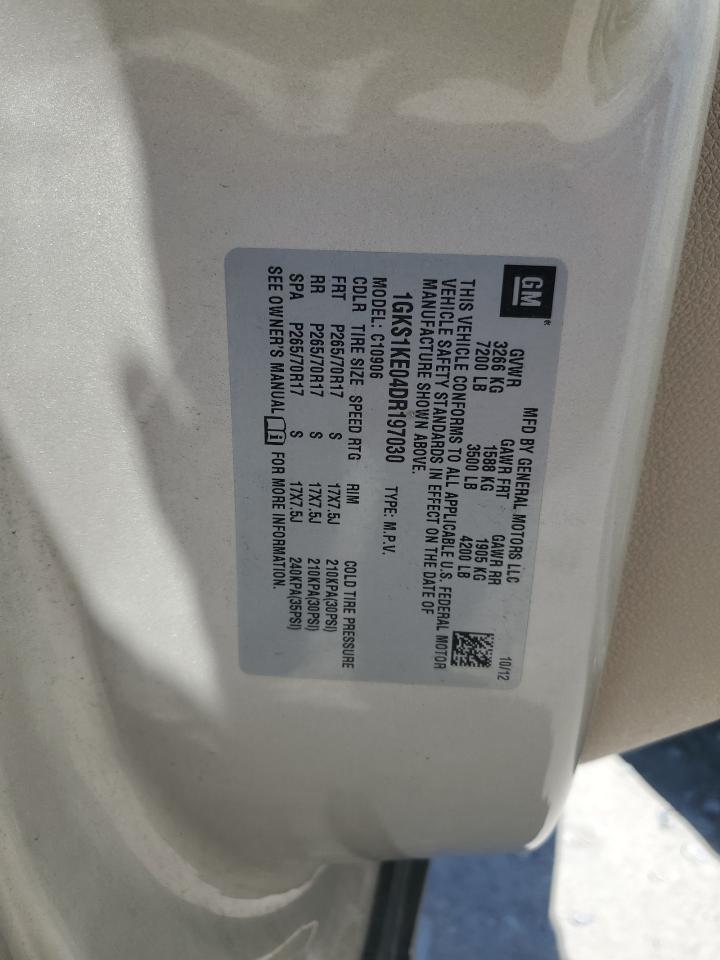 GM®
MFD BY GENERAL MOTORS LLC 10/12
GVWR GAWR FRT GAWR RR
3266 KG 1588 KG 1905 KG
7200 LB 3500 LB 4200 LB
THIS VEHICLE CONFORMS TO ALL APPLICABLE U.S. FEDERAL MOTOR
VEHICLE SAFETY STANDARDS IN EFFECT ON THE DATE OF
MANUFACTURE SHOWN ABOVE.
1GKS1KE04DR197030 TYPE: M.P.V.
MODEL: C10906
CDLR TIRE SIZE SPEED RTG RIM COLD TIRE PRESSURE
FRT P265/70R17 S 17X7.5J 210KPA(30PSI)
RR P265/70R17 S 17X7.5J 210KPA(30PSI)
SPA P265/70R17 S 17X7.5J 240KPA(35PSI)
SEE OWNER'S MANUAL FOR MORE INFORMATION.